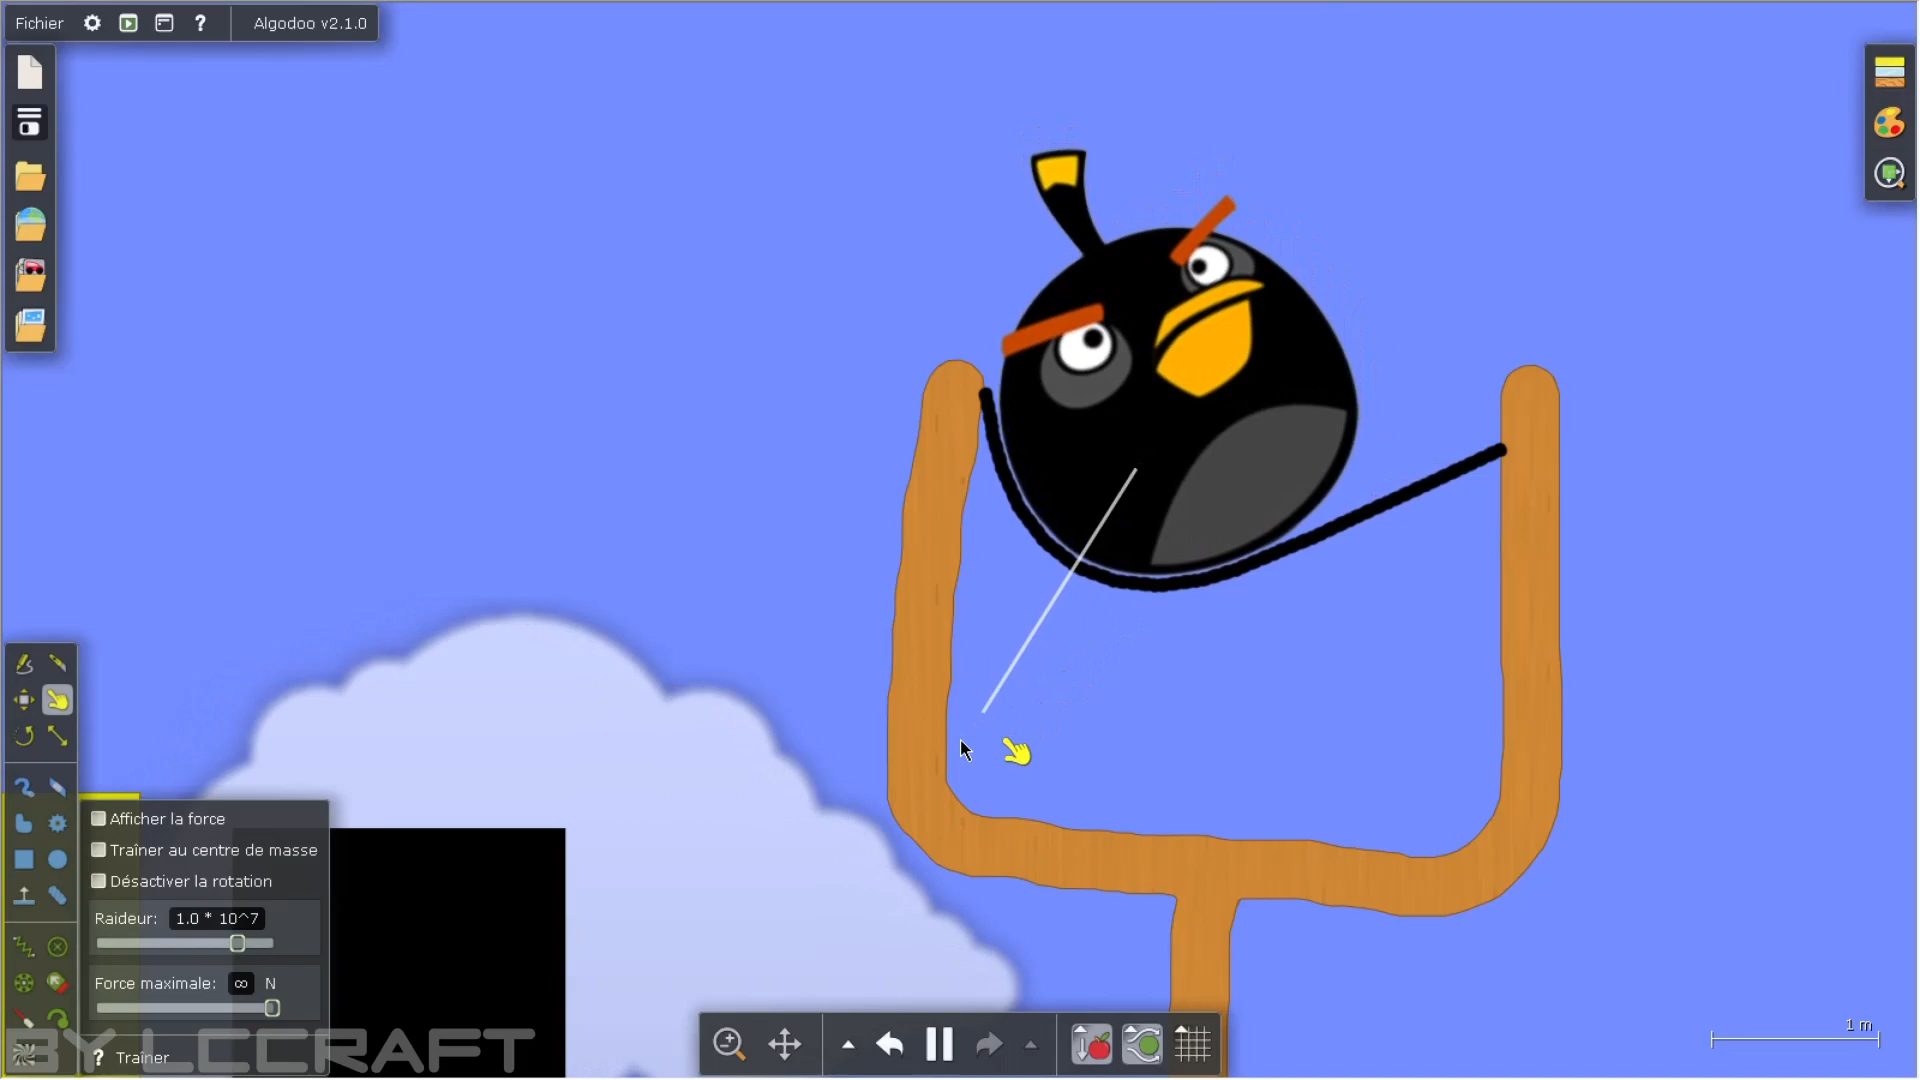 Fichier
?
Algodoo v2.1.0
Afficher la force
Traîner au centre de masse
Désactiver la rotation
Raideur: 1.0 * 10^7
Force maximale: ∞ N
? Traîner
BY LCCRAFT
1 m